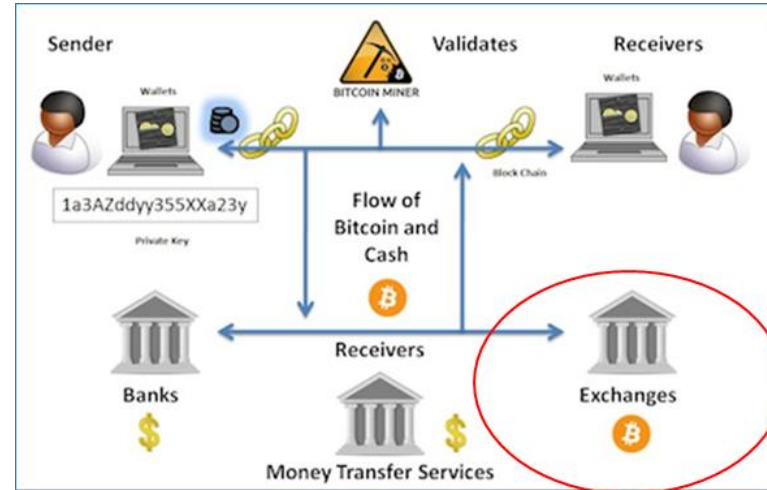 Sender
Validates
Receivers
Wallets
Wallets
BITCOIN MINER
Block Chain
1a3AZddyy355XXa23y
Private Key
Flow of
Bitcoin and
Cash
Receivers
Banks
Exchanges
$
$
Money Transfer Services